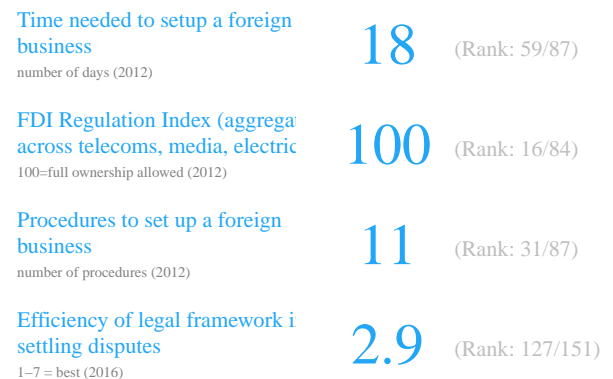 Time needed to setup a foreign
business
number of days (2012)
18
(Rank: 59/87)
FDI Regulation Index
across telecoms, media,
100=full ownership allowed (2012)
100
(Rank: 16/84)
Procedures to set up a foreign
business
number of procedures (2012)
11
(Rank: 31/87)
Efficiency of legal framework
settling disputes
1–7 = best (2016)
2.9
(Rank: 127/151)